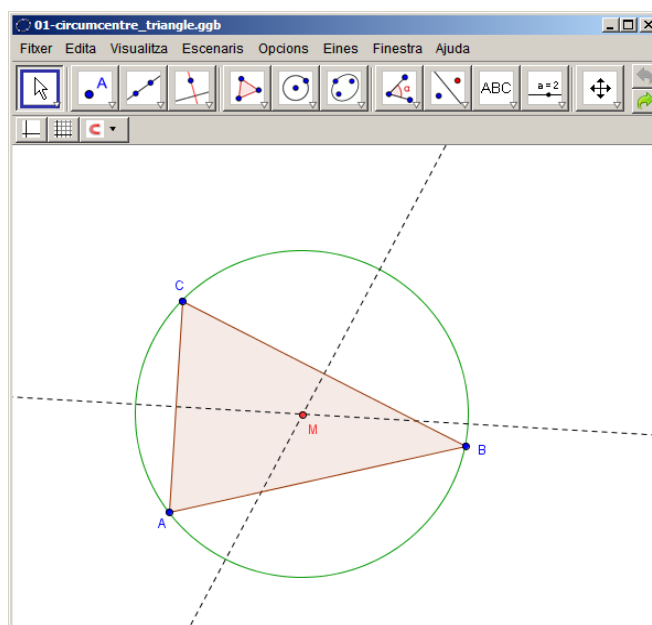 01-circumcentre_triangle.ggb
Fitxer Edita Visualitza Escenaris Opcions Eines Finestra Ajuda
A α ABC a=2
C
M
B
A